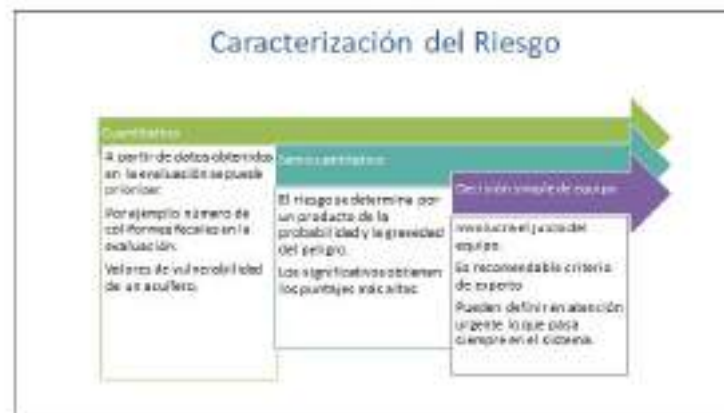 Caracterización del Riesgo
Cuantitativo
A partir de datos obtenidos
en la evaluación se puede
priorizar.
Por ejemplo número de
coliformes fecales en la
evaluación.
Valores de vulnerabilidad
de un acuífero.
Semicuantitativo
El riesgo se determina por
un producto de la
probabilidad y la gravedad
del peligro.
Los significativos obtienen
los puntajes más altos.
Decisión simple de equipo
Involucra el juicio del
equipo.
Es recomendable criterio
de experto
Pueden definir en atención
urgente lo que pasa
siempre en el sistema.